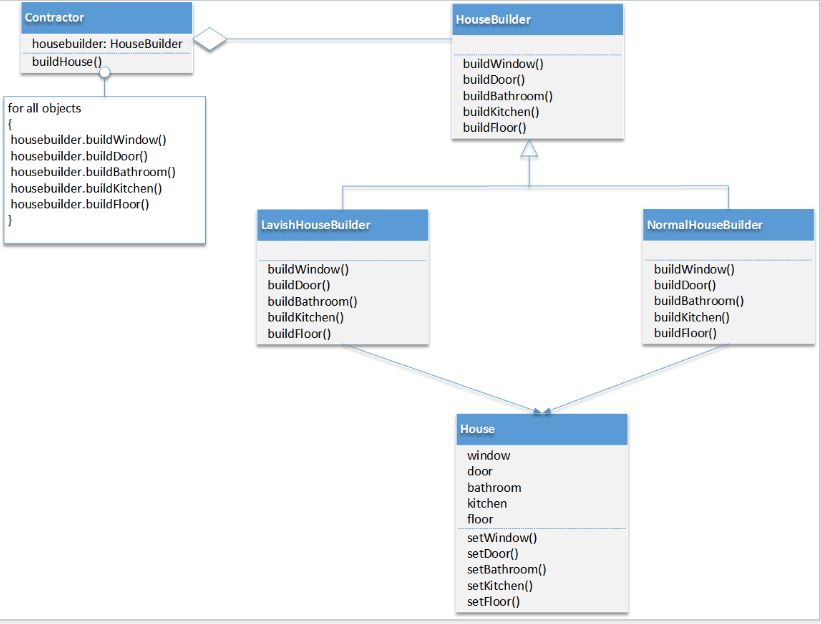 Contractor
housebuilder: HouseBuilder
buildHouse()
for all objects
{
housebuilder.buildWindow()
housebuilder.buildDoor()
housebuilder.buildBathroom()
housebuilder.buildKitchen()
housebuilder.buildFloor()
}
HouseBuilder
buildWindow()
buildDoor()
buildBathroom()
buildKitchen()
buildFloor()
LavishHouseBuilder
buildWindow()
buildDoor()
buildBathroom()
buildKitchen()
buildFloor()
NormalHouseBuilder
buildWindow()
buildDoor()
buildBathroom()
buildKitchen()
buildFloor()
House
window
door
bathroom
kitchen
floor
setWindow()
setDoor()
setBathroom()
setKitchen()
setFloor()